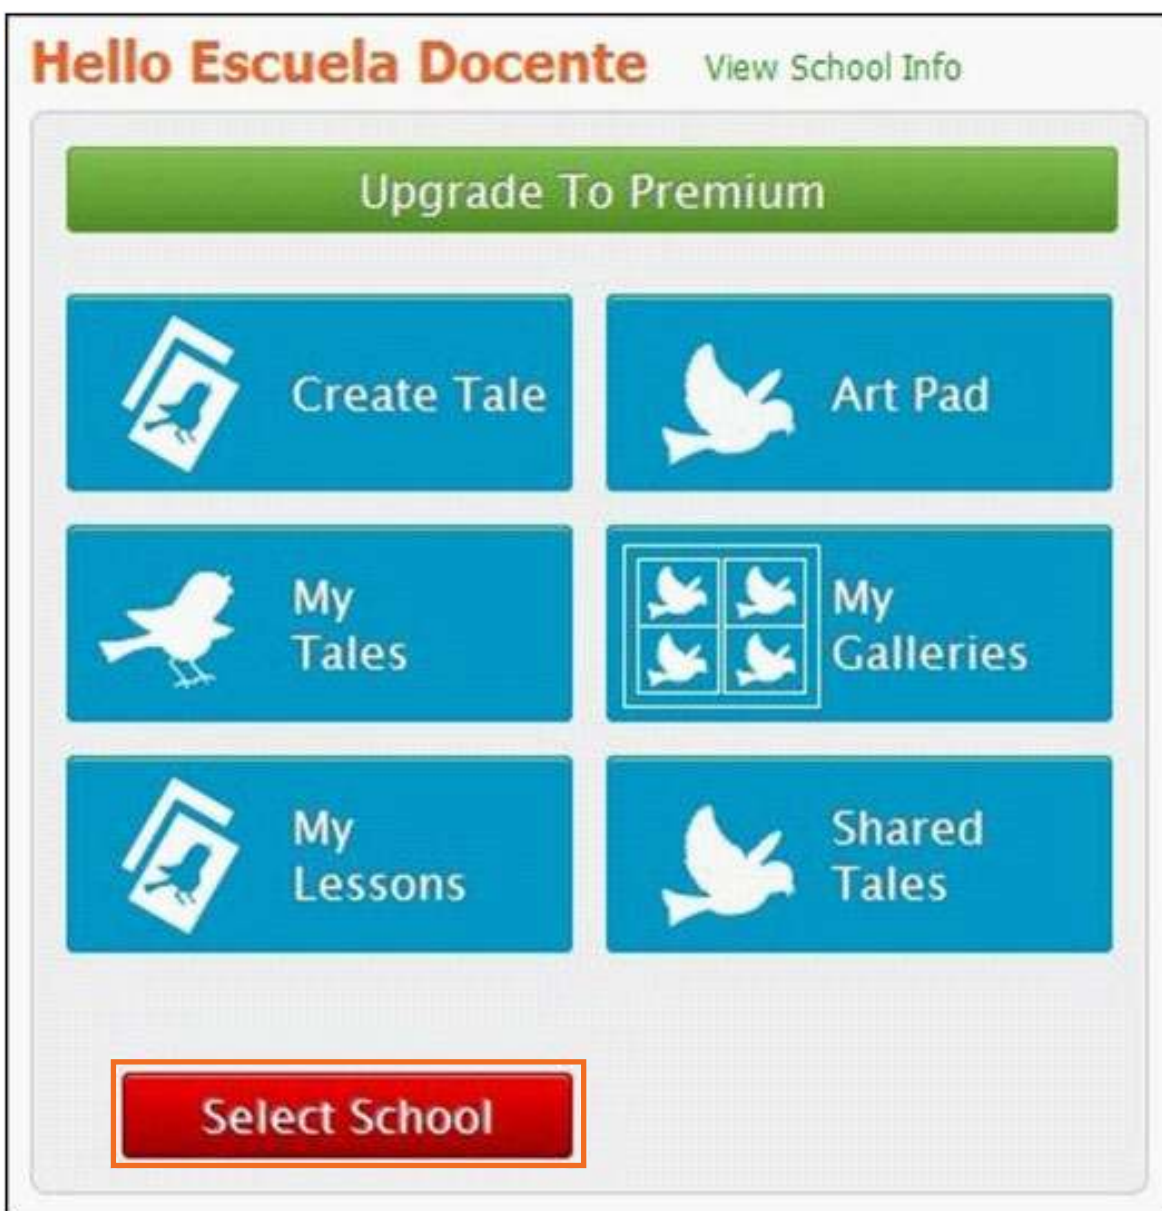 Hello Escuela Docente View School Info
Upgrade To Premium
Create Tale
Art Pad
My
Tales
My
Galleries
My
Lessons
Shared
Tales
Select School